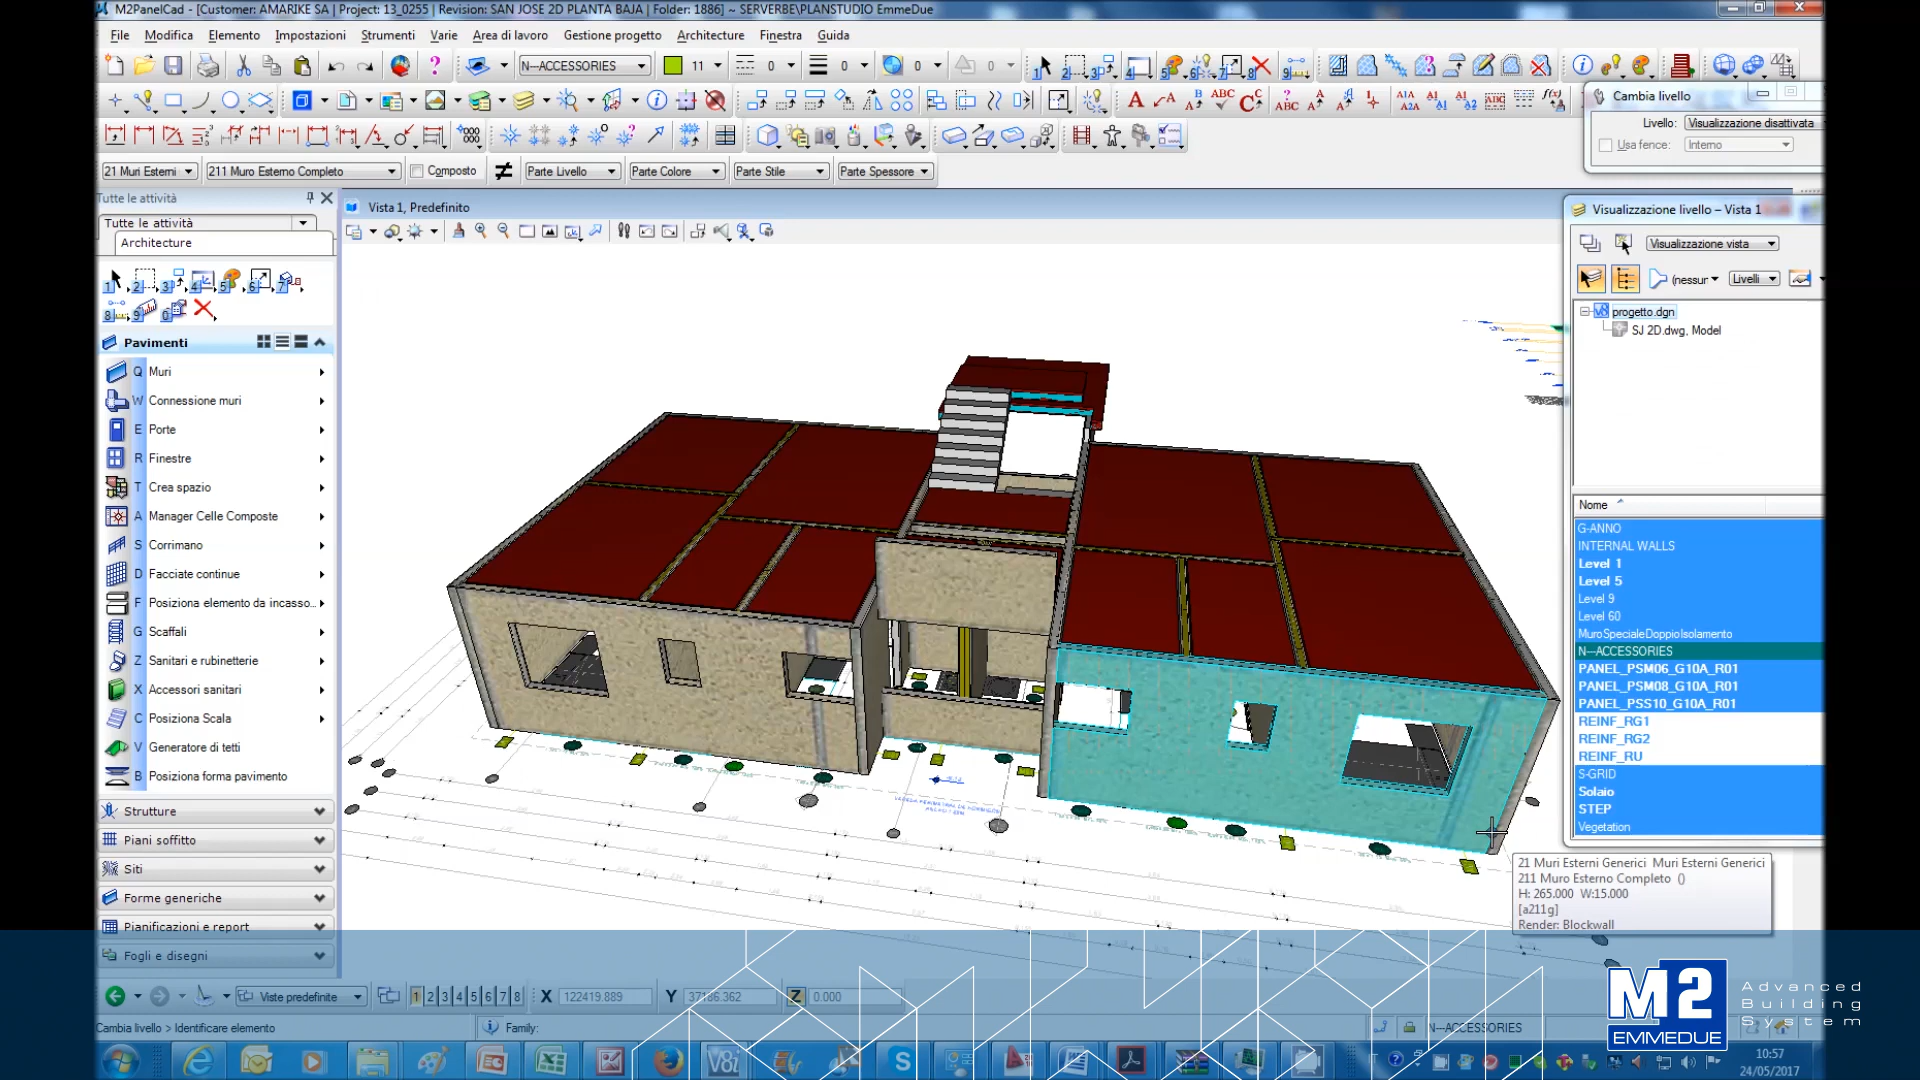 M2PanelCad - [Customer: AMARIKE SA | Project: 13_0255 | Revision: SAN JOSE 2D PLANTA BAJA | Folder: 1886] ~ SERVERBE\PLANSTUDIO EmmeDue
File Modifica Elemento Impostazioni Strumenti Varie Area di lavoro Gestione progetto Architecture Finestra Guida
N---ACCESSORIES 11 0 0 0 0
Cambia livello
Livello: Visualizzazione disattivata
Usa fence: Interno
21 Muri Esterni 211 Muro Esterno Completo Composto Parte Livello Parte Colore Parte Stile Parte Spessore
Tutte le attività
Tutte le attività
Architecture
Vista 1, Predefinito
Pavimenti
Q Muri
W Connessione muri
E Porte
R Finestre
T Crea spazio
A Manager Celle Composte
S Corrimano
D Facciate continue
F Posiziona elemento da incasso...
G Scaffali
Z Sanitari e rubinetterie
X Accessori sanitari
C Posiziona Scala
V Generatore di tetti
B Posiziona forma pavimento
Strutture
Piani soffitto
Siti
Forme generiche
Pianificazioni e report
Fogli e disegni
Visualizzazione livello – Vista 1
Visualizzazione vista
(nessur Livelli
progetto.dgn
SJ 2D.dwg, Model
Nome
G-ANNO
INTERNAL WALLS
Level 1
Level 5
Level 9
Level 60
MuroSpecialeDoppioIsolamento
N---ACCESSORIES
PANEL_PSM06_G10A_R01
PANEL_PSM08_G10A_R01
PANEL_PSS10_G10A_R01
REINF_RG1
REINF_RG2
REINF_RU
S-GRID
Solaio
STEP
Vegetation
21 Muri Esterni Generici Muri Esterni Generici
211 Muro Esterno Completo ()
H: 265.000 W:15.000
[a211g]
Render: Blockwall
Viste predefinite 1 2 3 4 5 6 7 8 X 122419.889 Y 37186.362 Z 0.000
Cambia livello > Identificare elemento Family: N---ACCESSORIES
M2
EMMEDUE
Advanced
Building
System
10:57
24/05/2017